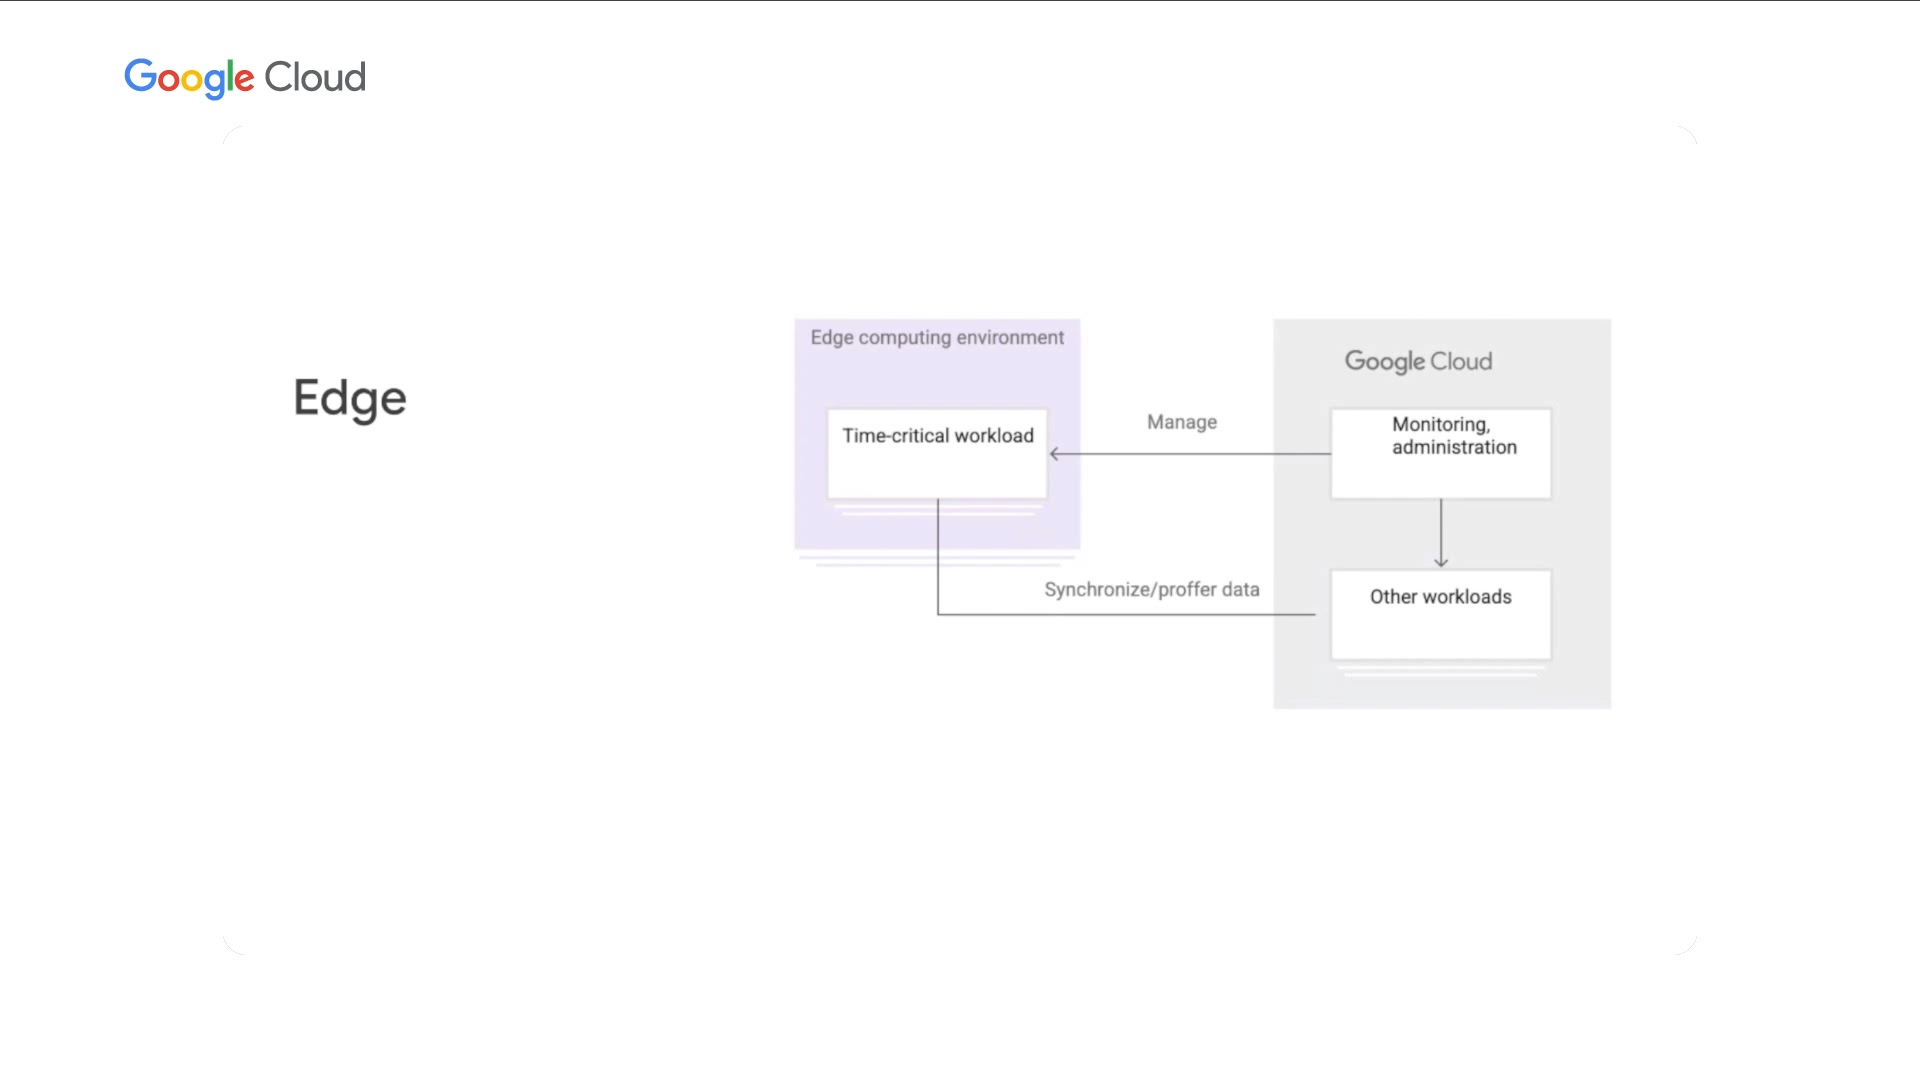 Google Cloud
Edge
Edge computing environment
Time-critical workload
Manage
Google Cloud
Monitoring,
administration
Synchronize/proffer data
Other workloads